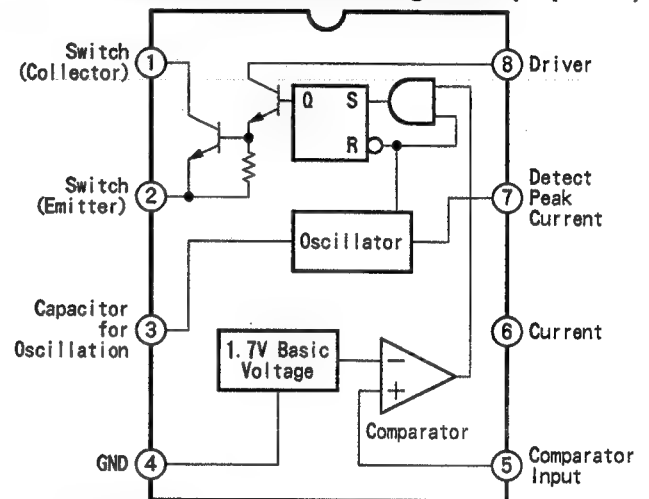 Switch
(Collector)
1
8
Driver
Q
S
R
Switch
(Emitter)
2
7
Detect
Peak
Current
Oscillator
Capacitor
for
Oscillation
3
6
Current
1.7V Basic
Voltage
−
+
Comparator
GND
4
5
Comparator
Input